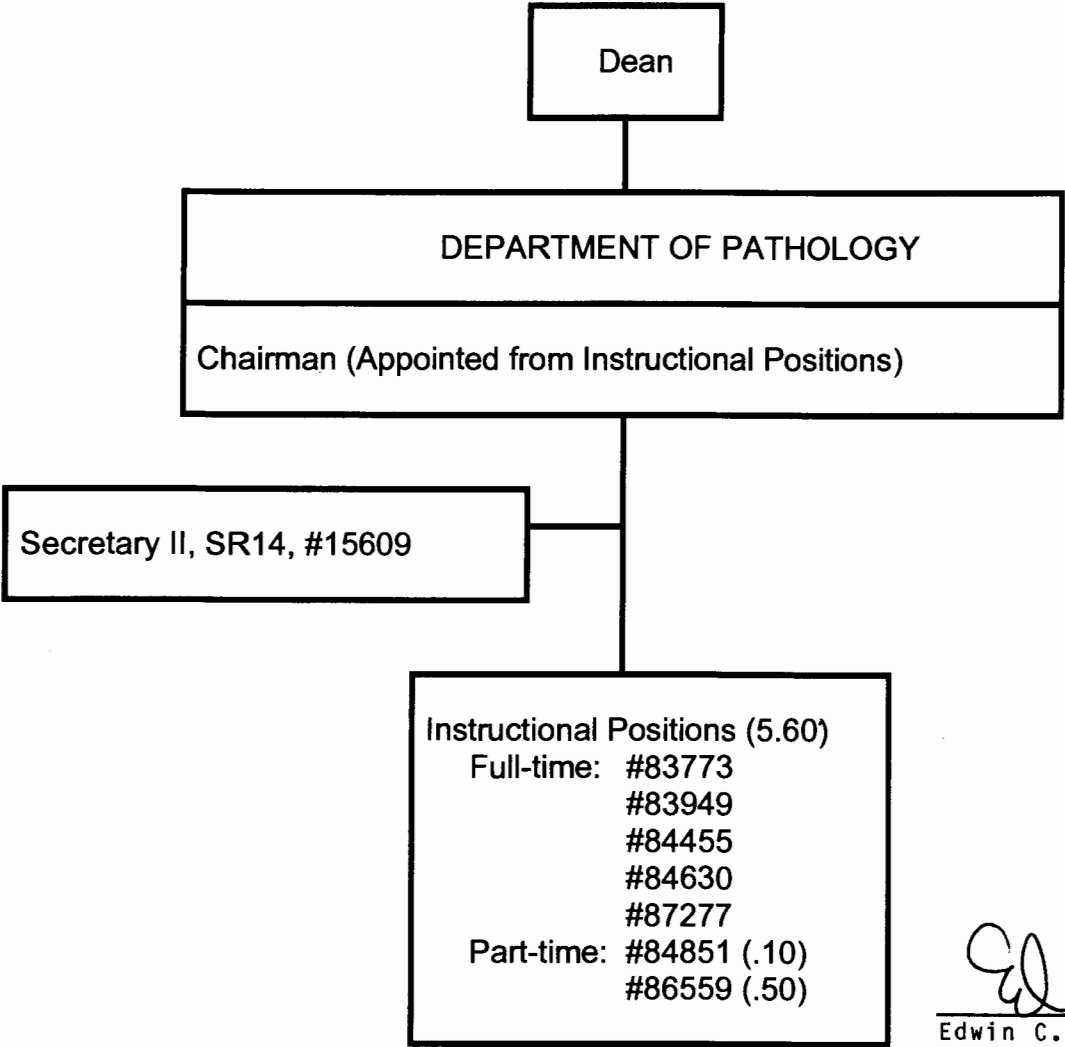 Dean
DEPARTMENT OF PATHOLOGY
Chairman (Appointed from Instructional Positions)
Secretary II, SR14, #15609
Instructional Positions (5.60)
Full-time: #83773
#83949
#84455
#84630
#87277
Part-time: #84851 (.10)
#86559 (.50)
Edwin C.